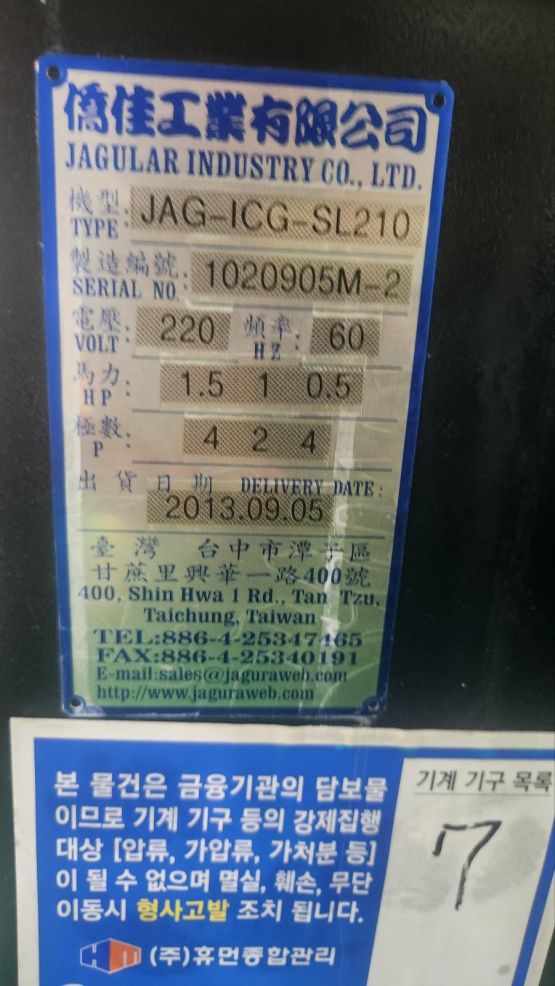 僑佳工業有限公司
JAGULAR INDUSTRY CO., LTD.
機型: JAG-ICG-SL210
TYPE
製造編號: 1020905M-2
SERIAL NO.
電壓: 220 頻率: 60
VOLT HZ
馬力: 1.5 1 0.5
HP
極數: 4 2 4
P
出貨日期 DELIVERY DATE:
2013.09.05
臺灣 台中市潭子區
甘蔗里興華一路400號
400, Shin Hwa 1 Rd., Tan Tzu,
Taichung, Taiwan
TEL:886-4-25347465
FAX:886-4-25340191
E-mail:sales@jaguraweb.com
http://www.jaguraweb.com
본 물건은 금융기관의 담보물
이므로 기계 기구 등의 강제집행
대상 [압류, 가압류, 가처분 등]
이 될 수 없으며 멸실, 훼손, 무단
이동시 형사고발 조치 됩니다.
(주)휴먼종합관리
기계 기구 목록
7